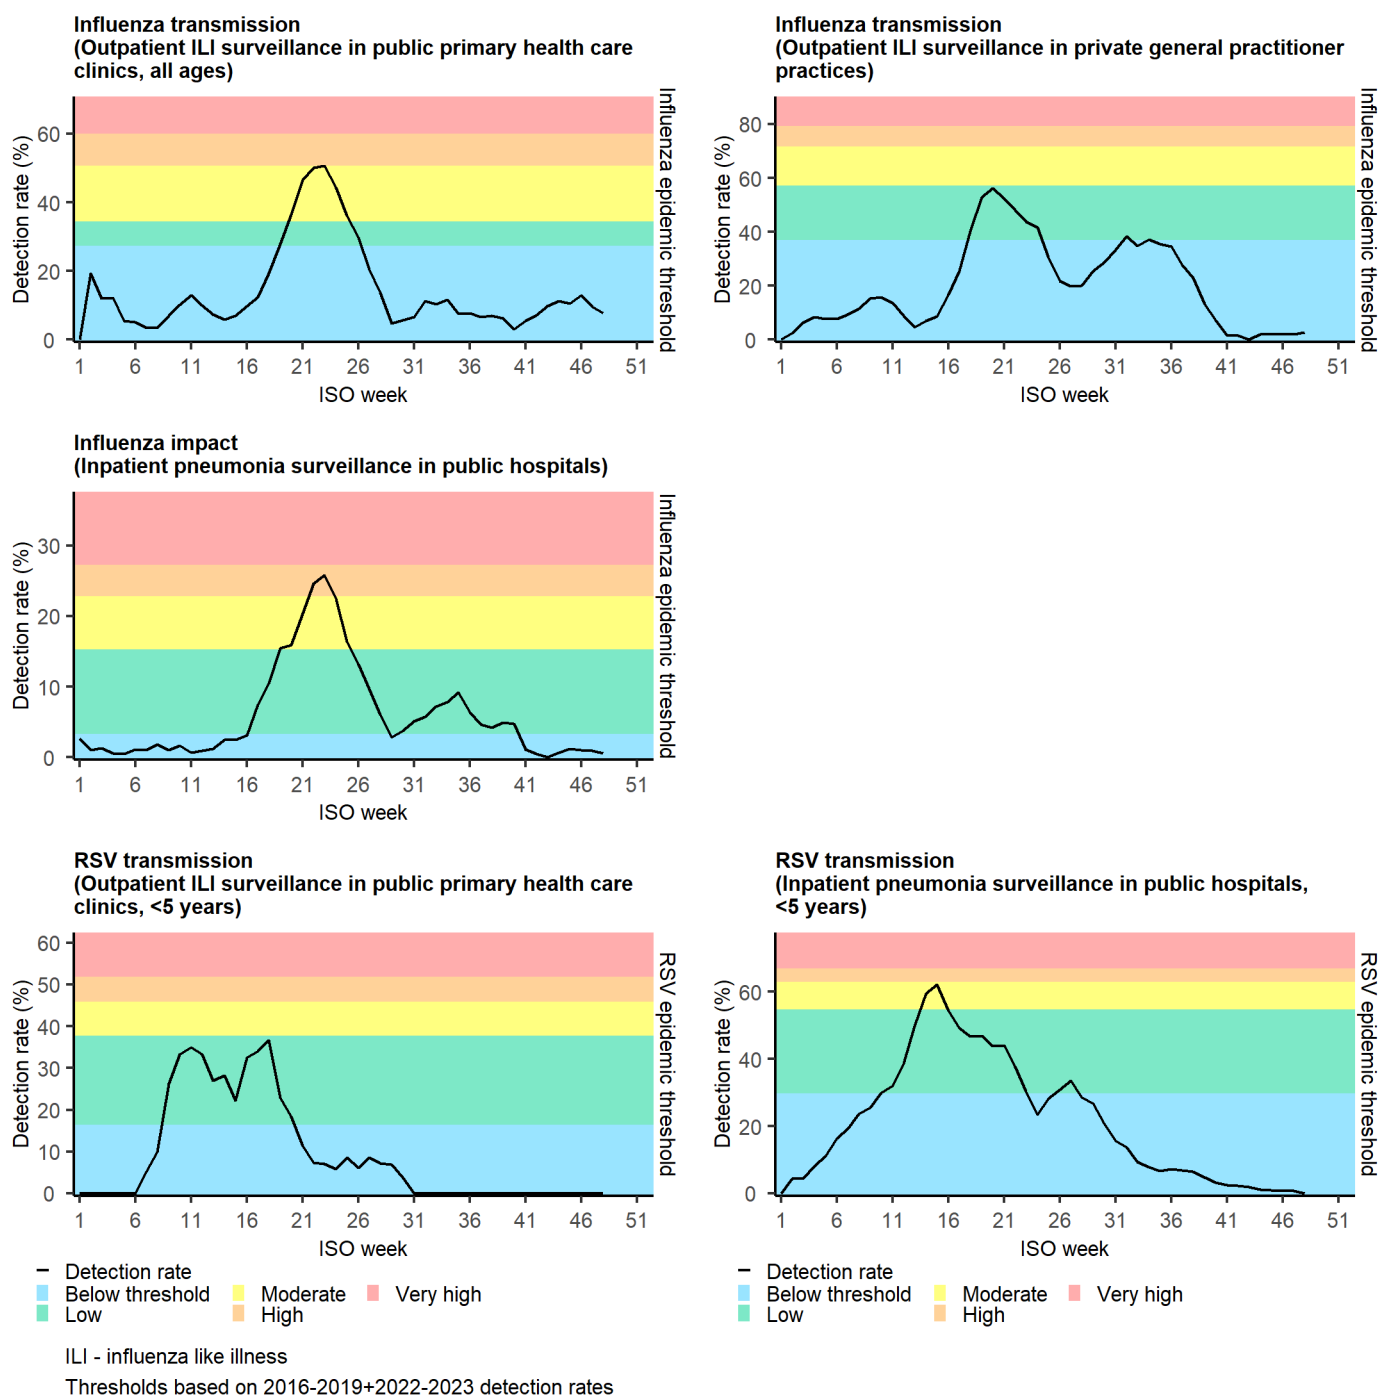 Influenza transmission
(Outpatient ILI surveillance in public primary health care
clinics, all ages)
Detection rate (%)
60
40
20
0
1 6 11 16 21 26 31 36 41 46 51
ISO week
Influenza epidemic threshold
Influenza transmission
(Outpatient ILI surveillance in private general practitioner
practices)
Detection rate (%)
80
60
40
20
0
1 6 11 16 21 26 31 36 41 46 51
ISO week
Influenza epidemic threshold
Influenza impact
(Inpatient pneumonia surveillance in public hospitals)
Detection rate (%)
30
20
10
0
1 6 11 16 21 26 31 36 41 46 51
ISO week
Influenza epidemic threshold
RSV transmission
(Outpatient ILI surveillance in public primary health care
clinics, <5 years)
Detection rate (%)
60
50
40
30
20
10
0
1 6 11 16 21 26 31 36 41 46 51
ISO week
RSV epidemic threshold
Detection rate
Below threshold Moderate Very high
Low High
RSV transmission
(Inpatient pneumonia surveillance in public hospitals,
<5 years)
Detection rate (%)
60
40
20
0
1 6 11 16 21 26 31 36 41 46 51
ISO week
RSV epidemic threshold
Detection rate
Below threshold Moderate Very high
Low High
ILI - influenza like illness
Thresholds based on 2016-2019+2022-2023 detection rates